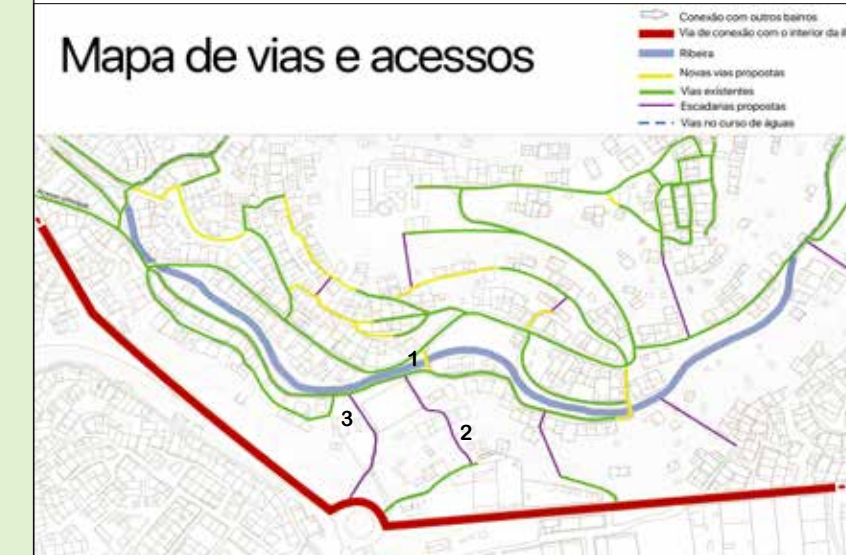 Mapa de vias e acessos
Conexão com outros bairros
Via de conexão com o interior da
Ribeira
Novas vias propostas
Vias existentes
Escadarias propostas
Vias no curso de águas
1
2
3